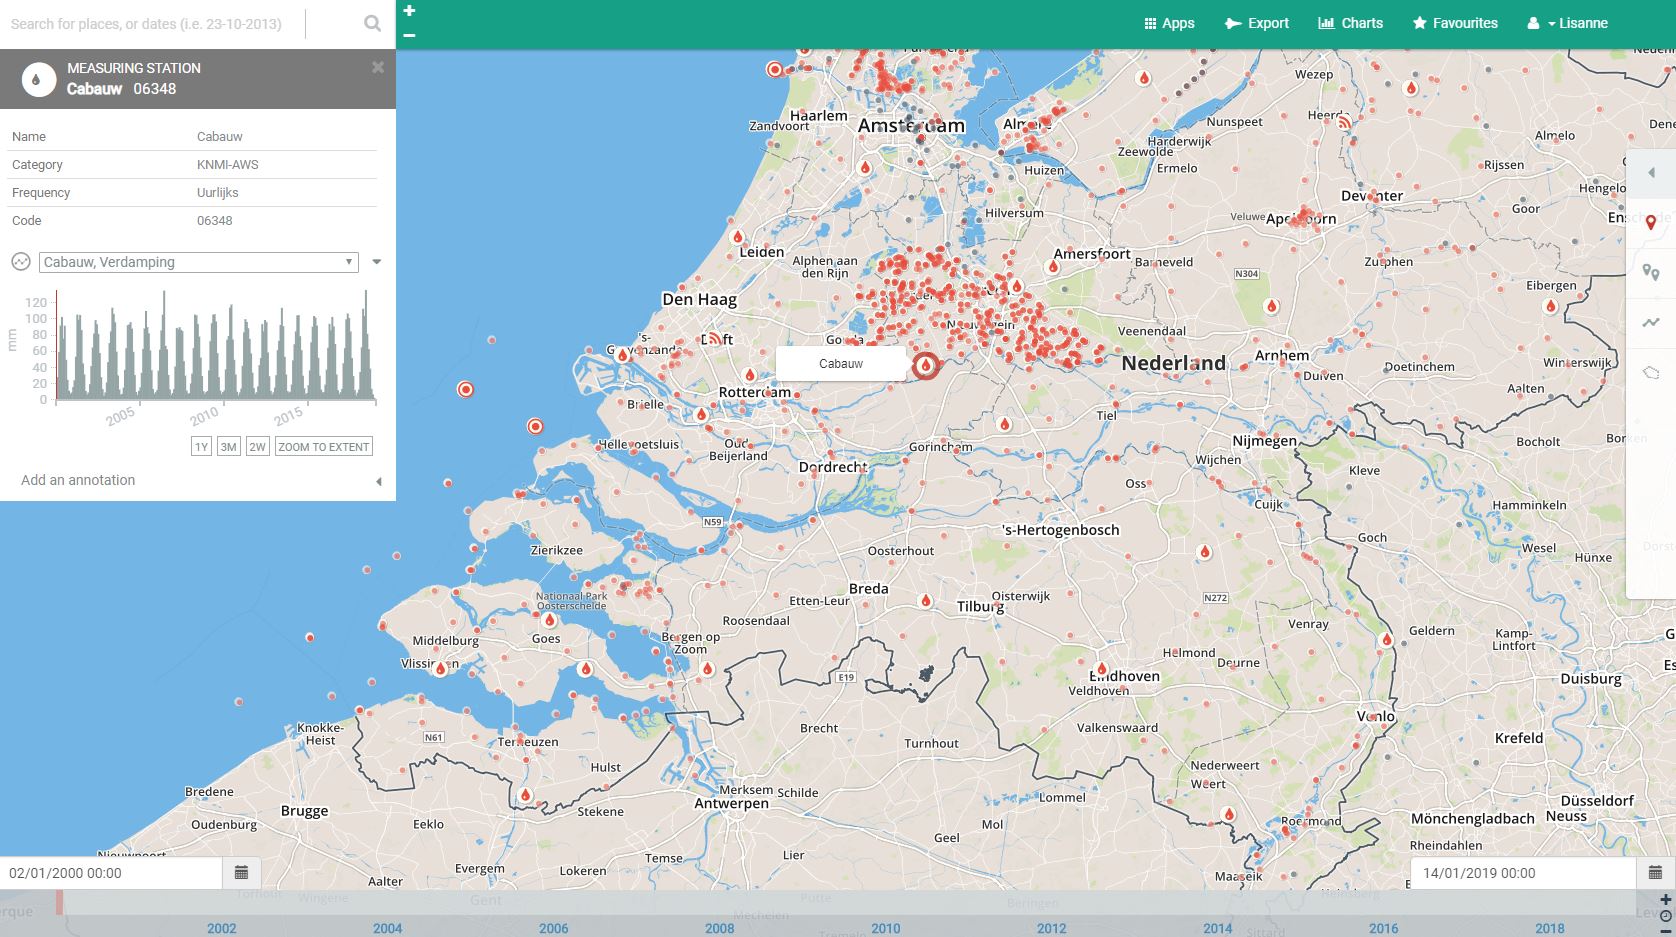 Search for places, or dates (i.e. 23-10-2013)
Apps
Export
Charts
Favourites
Lisanne
MEASURING STATION
Cabauw 06348
Name Cabauw
Category KNMI-AWS
Frequency Uurlijks
Code 06348
Cabauw, Verdamping
mm
120
100
80
60
40
20
0
2005
2010
2015
1Y
3M
2W
ZOOM TO EXTENT
Add an annotation
Wezep
Haarlem
Zandvoort
Amsterdam
Nunspeet
Almelo
Harderwijk
Zeewolde
Ermelo
Huizen
Rijssen
Hengelo
Deventer
Goor
Hilversum
Veluwe
Apeldoorn
Leiden
Alphen aan
den Rijn
Amersfoort
Barneveld
Zutphen
N304
Eibergen
Den Haag
Veenendaal
Cabauw
Nederland
Arnhem
Duiven
Doetinchem
Winterswijk
Aalten
Rotterdam
Brielle
Tiel
Hellevoetsluis
Oud-
Beijerland
Gorinchem
Nijmegen
Bocholt
Wijchen
Dordrecht
Kleve
Oss
Cuijk
Hamminkeln
N59
's-Hertogenbosch
Goch
Zierikzee
Oosterhout
Wesel
Hünxe
Breda
Nationaal Park
Oosterschelde
Etten-Leur
Tilburg
Oisterwijk
N272
Roosendaal
Venray
Geldern
Kamp-
Lintfort
Middelburg
Goes
Bergen op
Zoom
Vlissingen
Helmond
Deurne
E19
Eindhoven
Veldhoven
Duisburg
Venlo
Knokke-
Heist
N61
Terneuzen
Brecht
Turnhout
Valkenswaard
Krefeld
Hulst
Nederweert
Weert
Bredene
Merksem
Schilde
Antwerpen
Lommel
Düsseldorf
Neuss
Brugge
Stekene
Oudenburg
Eeklo
Mol
Geel
Roermond
Mönchengladbach
Rheindahlen
Nieuwpoort
Lier
Temse
Evergem
Lokeren
Maaseik
Aalter
02/01/2000 00:00
14/01/2019 00:00
Torhout
Wingene
Gent
Putte
Beringen
Heinsberg
Mechelen
Sittard
2002
2004
2006
2008
2010
2012
2014
2016
2018